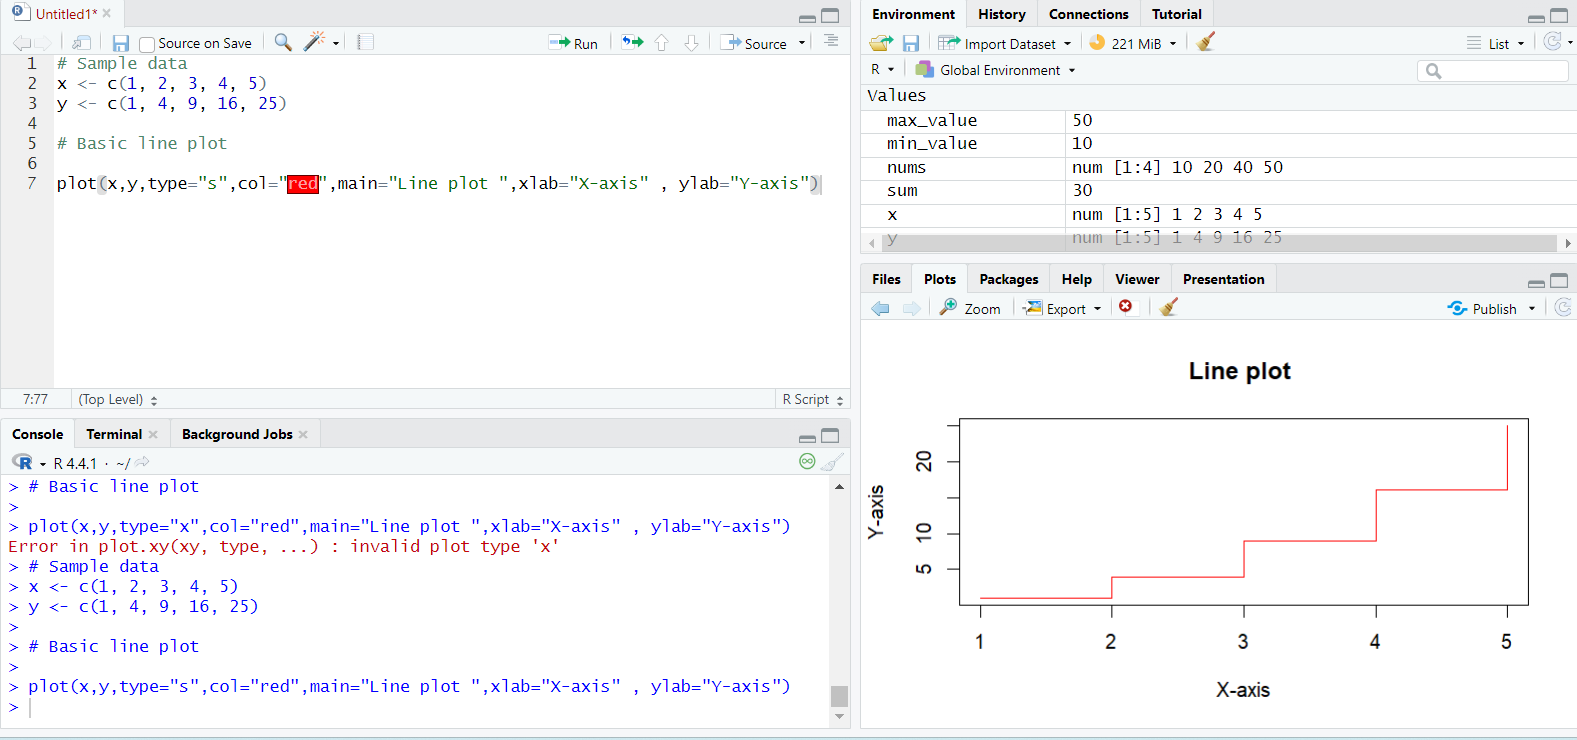 Untitled1*
Source on Save
Run
Source
1 # Sample data
2 x <- c(1, 2, 3, 4, 5)
3 y <- c(1, 4, 9, 16, 25)
4
5 # Basic line plot
6
7 plot(x,y,type="s",col="red",main="Line plot ",xlab="X-axis" , ylab="Y-axis")
7:77 (Top Level) R Script
Console Terminal Background Jobs
R R 4.4.1 · ~/
> # Basic line plot
>
> plot(x,y,type="x",col="red",main="Line plot ",xlab="X-axis" , ylab="Y-axis")
Error in plot.xy(xy, type, ...) : invalid plot type 'x'
> # Sample data
> x <- c(1, 2, 3, 4, 5)
> y <- c(1, 4, 9, 16, 25)
>
> # Basic line plot
>
> plot(x,y,type="s",col="red",main="Line plot ",xlab="X-axis" , ylab="Y-axis")
>
Environment History Connections Tutorial
Import Dataset 221 MiB List
R Global Environment
Values
max_value 50
min_value 10
nums num [1:4] 10 20 40 50
sum 30
x num [1:5] 1 2 3 4 5
y num [1:5] 1 4 9 16 25
Files Plots Packages Help Viewer Presentation
Zoom Export Publish
Line plot
Y-axis
20
10
5
1 2 3 4 5
X-axis